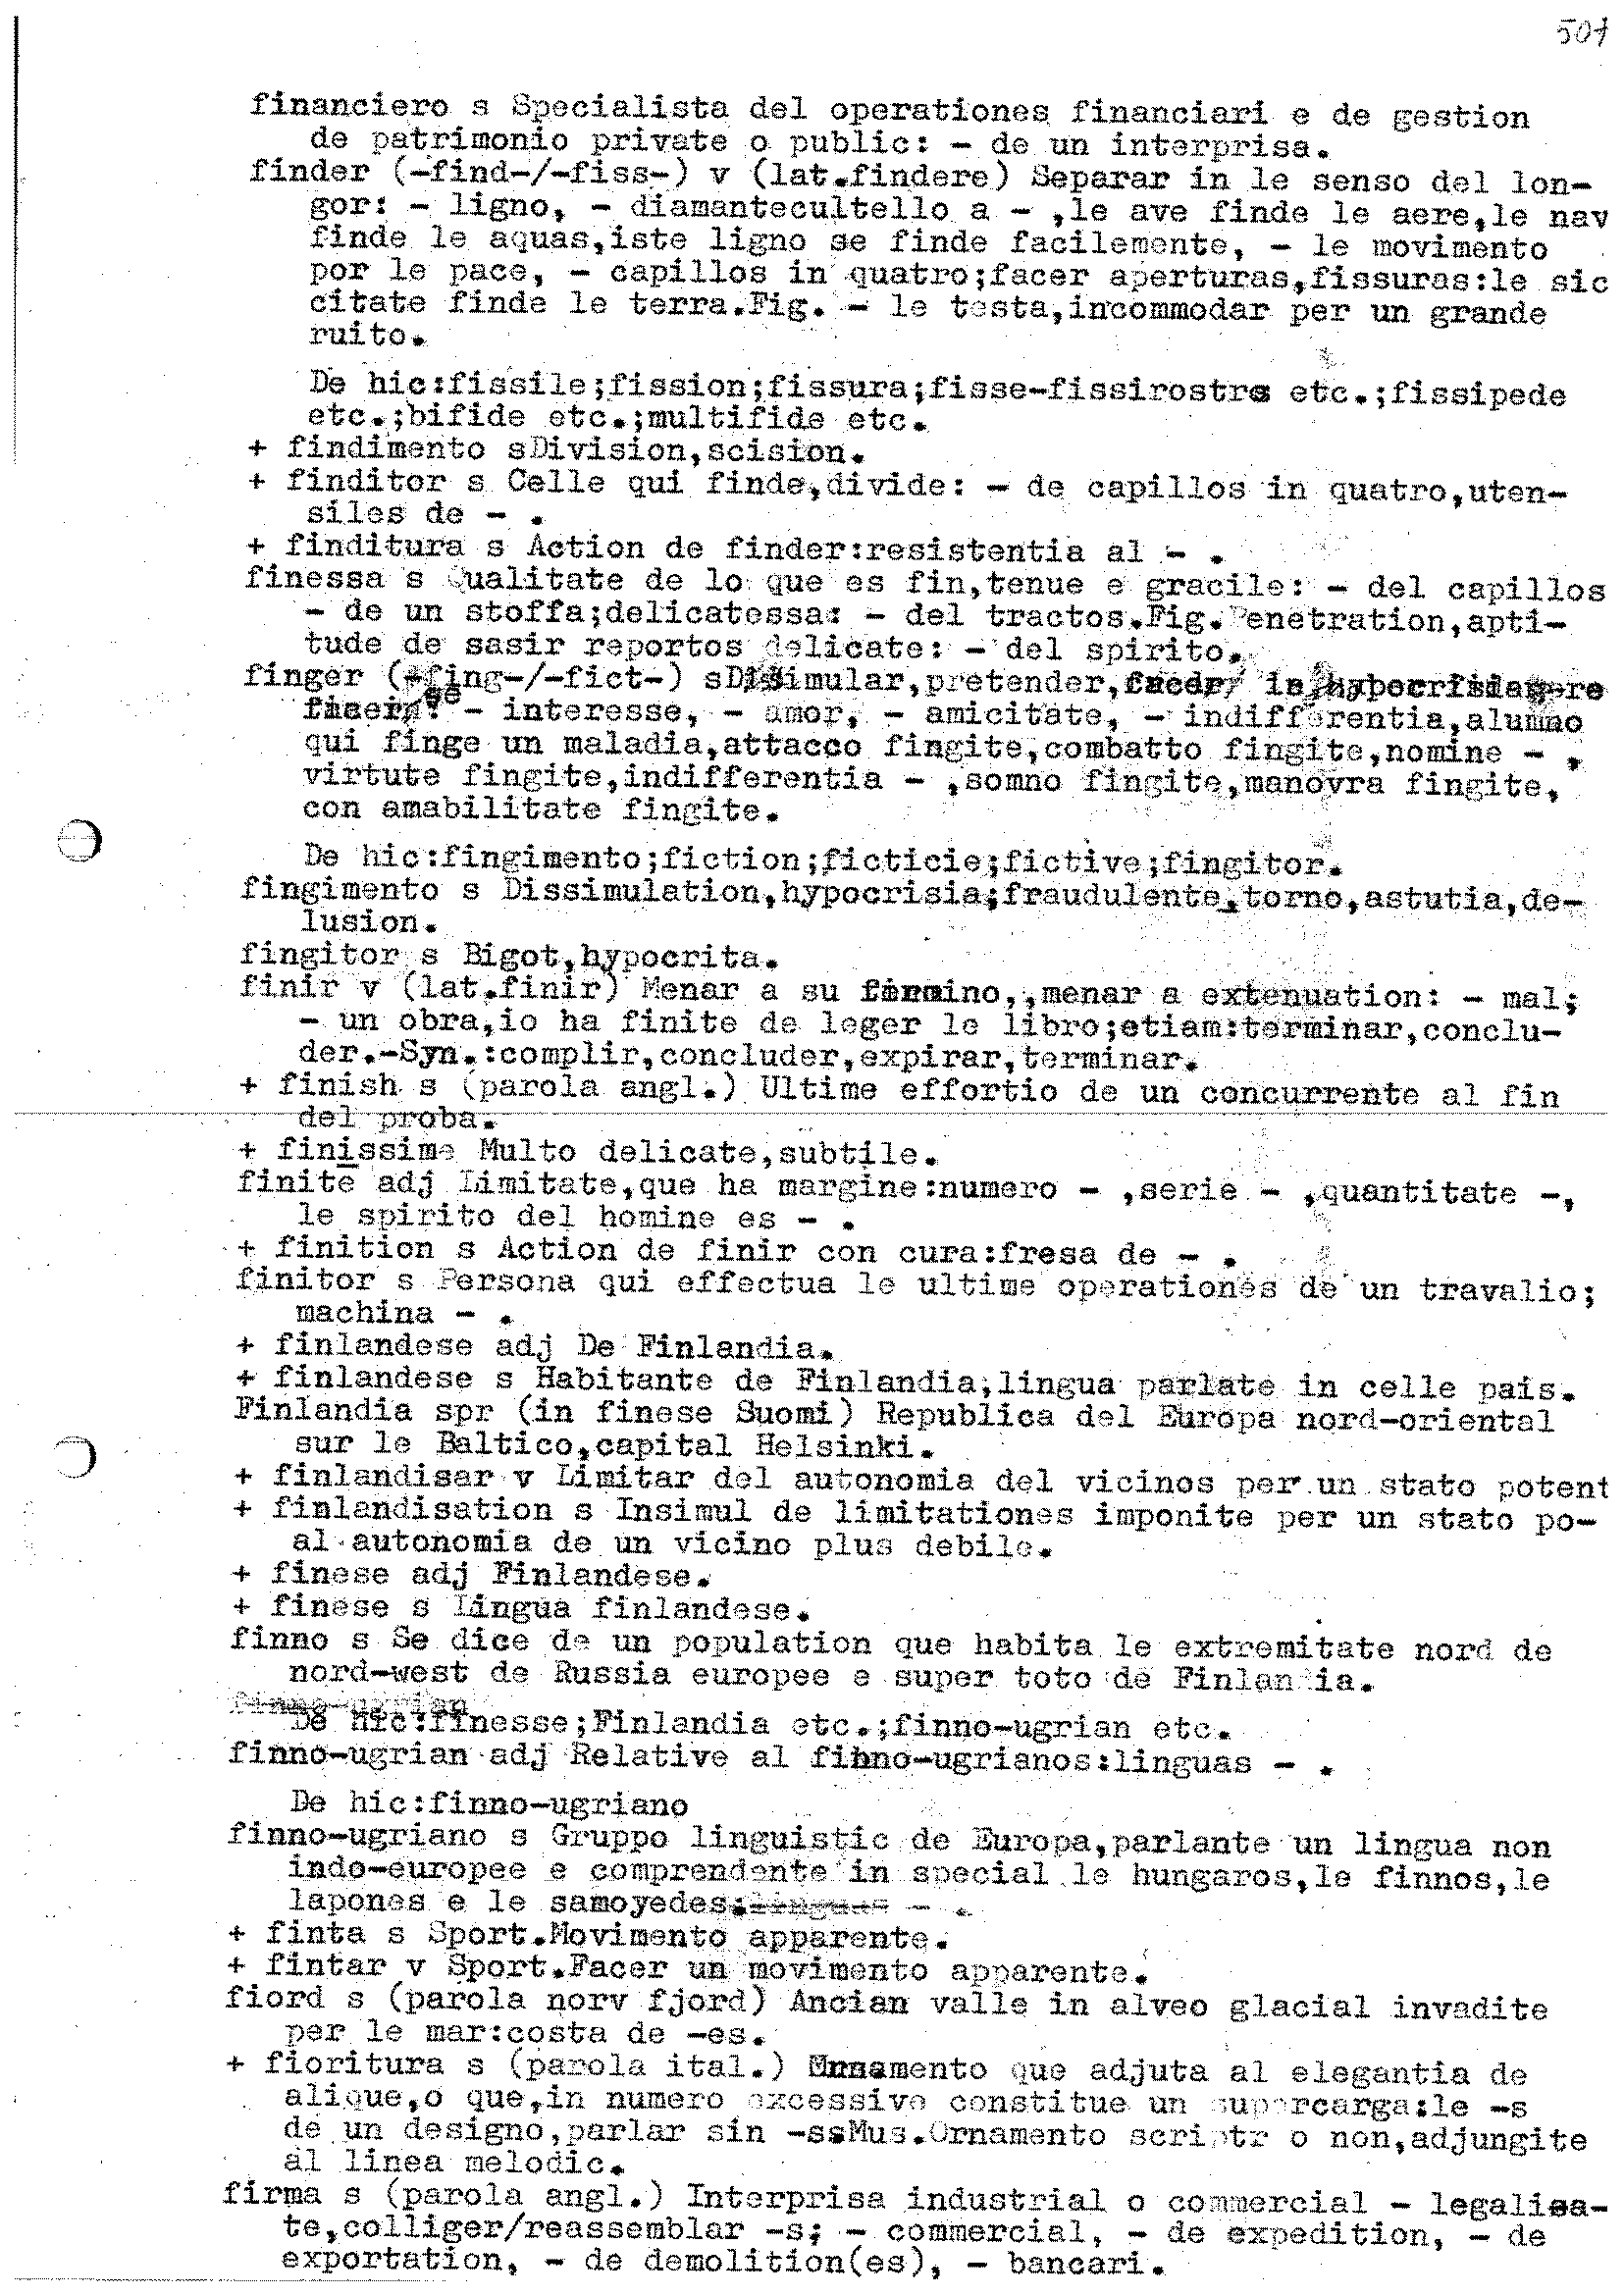 501
financiero s Specialista del operationes financiari e de gestion
de patrimonio private o public: - de un interprisa.
finder (-find-/-fiss-) v (lat.findere) Separar in le senso del lon-
gor: - ligno, - diamantecultello a - ,le ave finde le aere,le nav
finde le aquas,iste ligno se finde facilemente, - le movimento
por le pace, - capillos in quatro;facer aperturas,fissuras:le sic
citate finde le terra.Fig. - le testa,incommodar per un grande
ruito.
De hic:fissile;fission;fissura;fisse-fissirostre etc.;fissipede
etc.;bifide etc.;multifide etc.
+ findimento sDivision,scision.
+ finditor s Celle qui finde,divide: - de capillos in quatro,uten-
siles de - .
+ finditura s Action de finder:resistentia al - .
finessa s Qualitate de lo que es fin,tenue e gracile: - del capillos
- de un stoffa;delicatessa: - del tractos.Fig.Penetration,apti-
tude de sasir reportos delicate: - del spirito.
finger (-fing-/-fict-) sDissimular,pretender,
- interesse, - amor, - amicitate, - indifferentia,alumno
qui finge un maladia,attacco fingite,combatto fingite,nomine - ,
virtute fingite,indifferentia - ,somno fingite,manovra fingite,
con amabilitate fingite.
De hic:fingimento;fiction;ficticie;fictive;fingitor.
fingimento s Dissimulation,hypocrisia;fraudulente,torno,astutia,de-
lusion.
fingitor s Bigot,hypocrita.
finir v (lat.finir) Menar a su termino,,menar a extenuation: - mal;
- un obra,io ha finite de leger le libro;etiam:terminar,conclu-
der.-Syn.:complir,concluder,expirar,terminar.
+ finish s (parola angl.) Ultime effortio de un concurrente al fin
del proba.
+ finissime Multo delicate,subtile.
finite adj Limitate,que ha margine:numero - ,serie - ,quantitate -,
le spirito del homine es - .
+ finition s Action de finir con cura:fresa de - .
finitor s Persona qui effectua le ultime operationes de un travalio;
machina - .
+ finlandese adj De Finlandia.
+ finlandese s Habitante de Finlandia;lingua parlate in celle pais.
Finlandia spr (in finese Suomi) Republica del Europa nord-oriental
sur le Baltico,capital Helsinki.
+ finlandisar v Limitar del autonomia del vicinos per un stato potent
+ finlandisation s Insimul de limitationes imponite per un stato po-
al autonomia de un vicino plus debile.
+ finese adj Finlandese.
+ finese s Lingua finlandese.
finno s Se dice de un population que habita le extremitate nord de
nord-west de Russia europee e super toto de Finlandia.
finno-ugrian
De hic:finesse;Finlandia etc.;finno-ugrian etc.
finno-ugrian adj Relative al finno-ugrianos:linguas - .
De hic:finno-ugriano
finno-ugriano s Gruppo linguistic de Europa,parlante un lingua non
indo-europee e comprendente in special le hungaros,le finnos,le
lapones e le samoyedes:linguas - .
+ finta s Sport.Movimento apparente.
+ fintar v Sport.Facer un movimento apparente.
fiord s (parola norv fjord) Ancian valle in alveo glacial invadite
per le mar:costa de -es.
+ fioritura s (parola ital.) Ornamento que adjuta al elegantia de
alique,o que,in numero excessive constitue un supercarga:le -s
de un designo,parlar sin -s.Mus.Ornamento o non,adjungite
al linea melodic.
firma s (parola angl.) Interprisa industrial o commercial - legalisa-
te,colliger/reassemblar -s; - commercial, - de expedition, - de
exportation, - de demolition(es), - bancari.